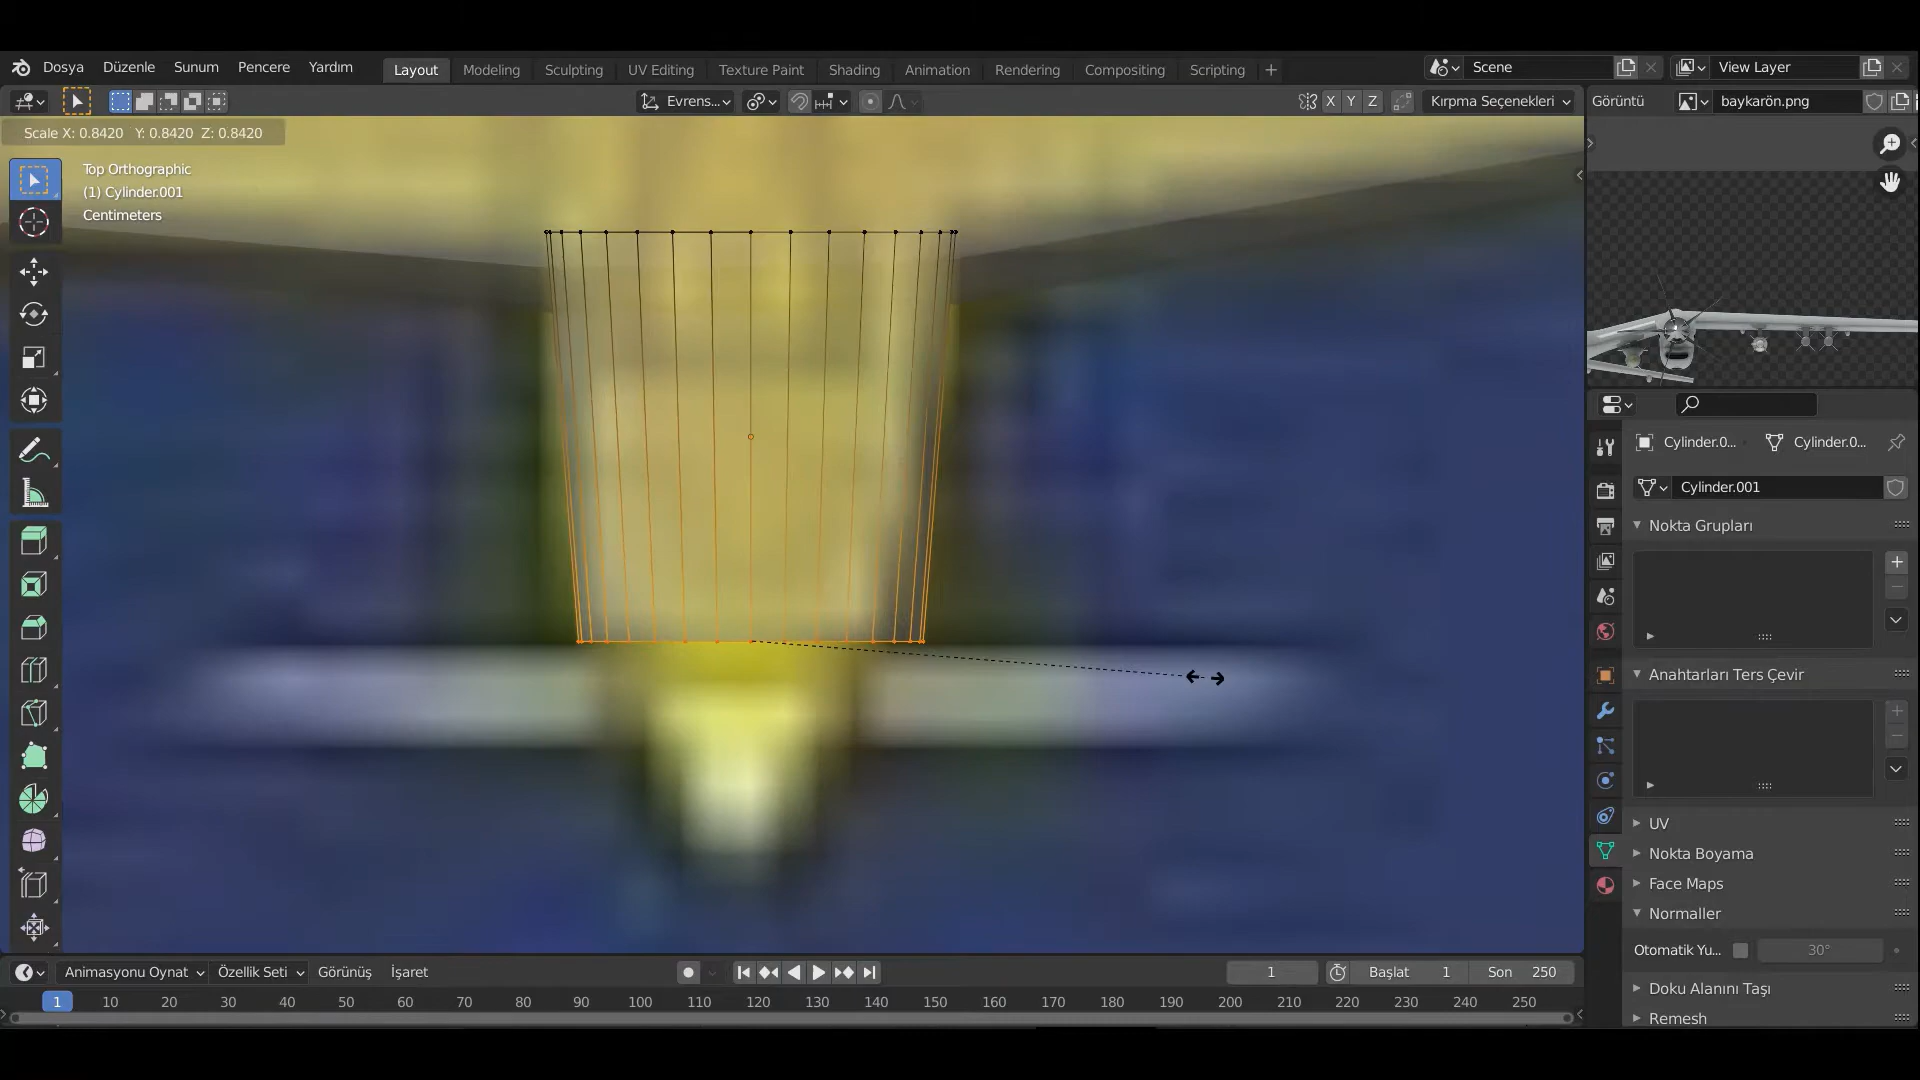 Dosya Düzenle Sunum Pencere Yardım Layout Modeling Sculpting UV Editing Texture Paint Shading Animation Rendering Compositing Scripting + Scene View Layer
Evrens... X Y Z Kırpma Seçenekleri Görüntü baykarön.png
Scale X: 0.8420 Y: 0.8420 Z: 0.8420
Top Orthographic
(1) Cylinder.001
Centimeters
Cylinder.0... Cylinder.0...
Cylinder.001
Nokta Grupları
Anahtarları Ters Çevir
UV
Nokta Boyama
Face Maps
Normaller
Otomatik Yu... 30°
Doku Alanını Taşı
Remesh
Animasyonu Oynat Özellik Seti Görünüş İşaret 1 Başlat 1 Son 250
1 10 20 30 40 50 60 70 80 90 100 110 120 130 140 150 160 170 180 190 200 210 220 230 240 250